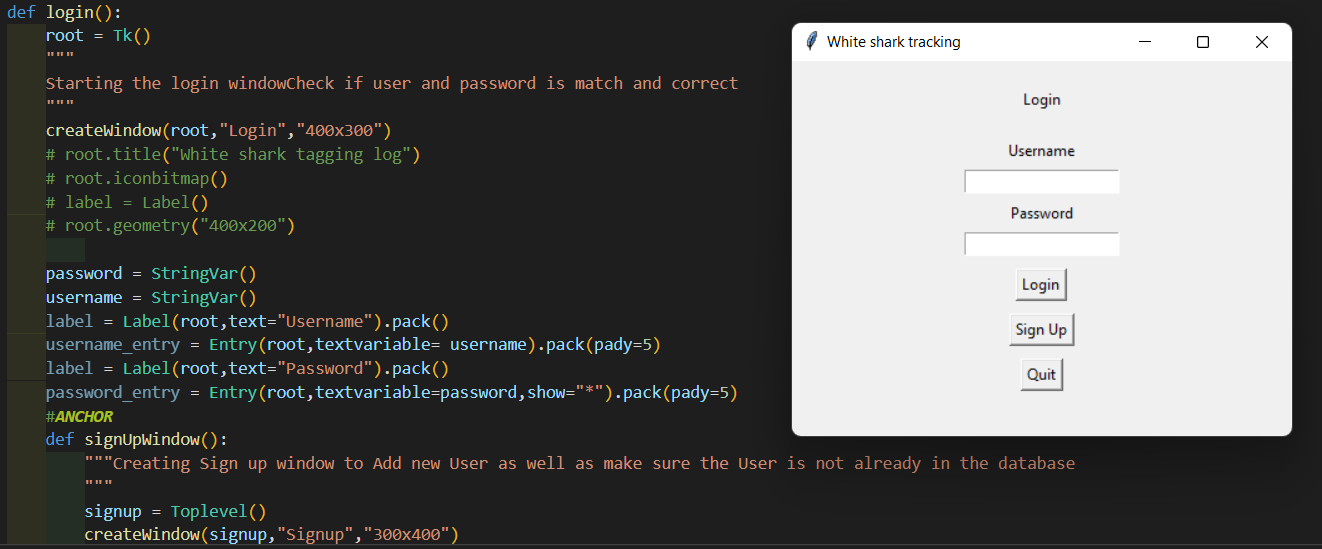 def login():
root = Tk()
"""
Starting the login windowCheck if user and password is match and correct
"""
createWindow(root,"Login","400x300")
# root.title("White shark tagging log")
# root.iconbitmap()
# label = Label()
# root.geometry("400x200")
password = StringVar()
username = StringVar()
label = Label(root,text="Username").pack()
username_entry = Entry(root,textvariable= username).pack(pady=5)
label = Label(root,text="Password").pack()
password_entry = Entry(root,textvariable=password,show="*").pack(pady=5)
#ANCHOR
def signUpWindow():
"""Creating Sign up window to Add new User as well as make sure the User is not already in the database
"""
signup = Toplevel()
createWindow(signup,"Signup","300x400")
White shark tracking
Login
Username
Password
Login
Sign Up
Quit